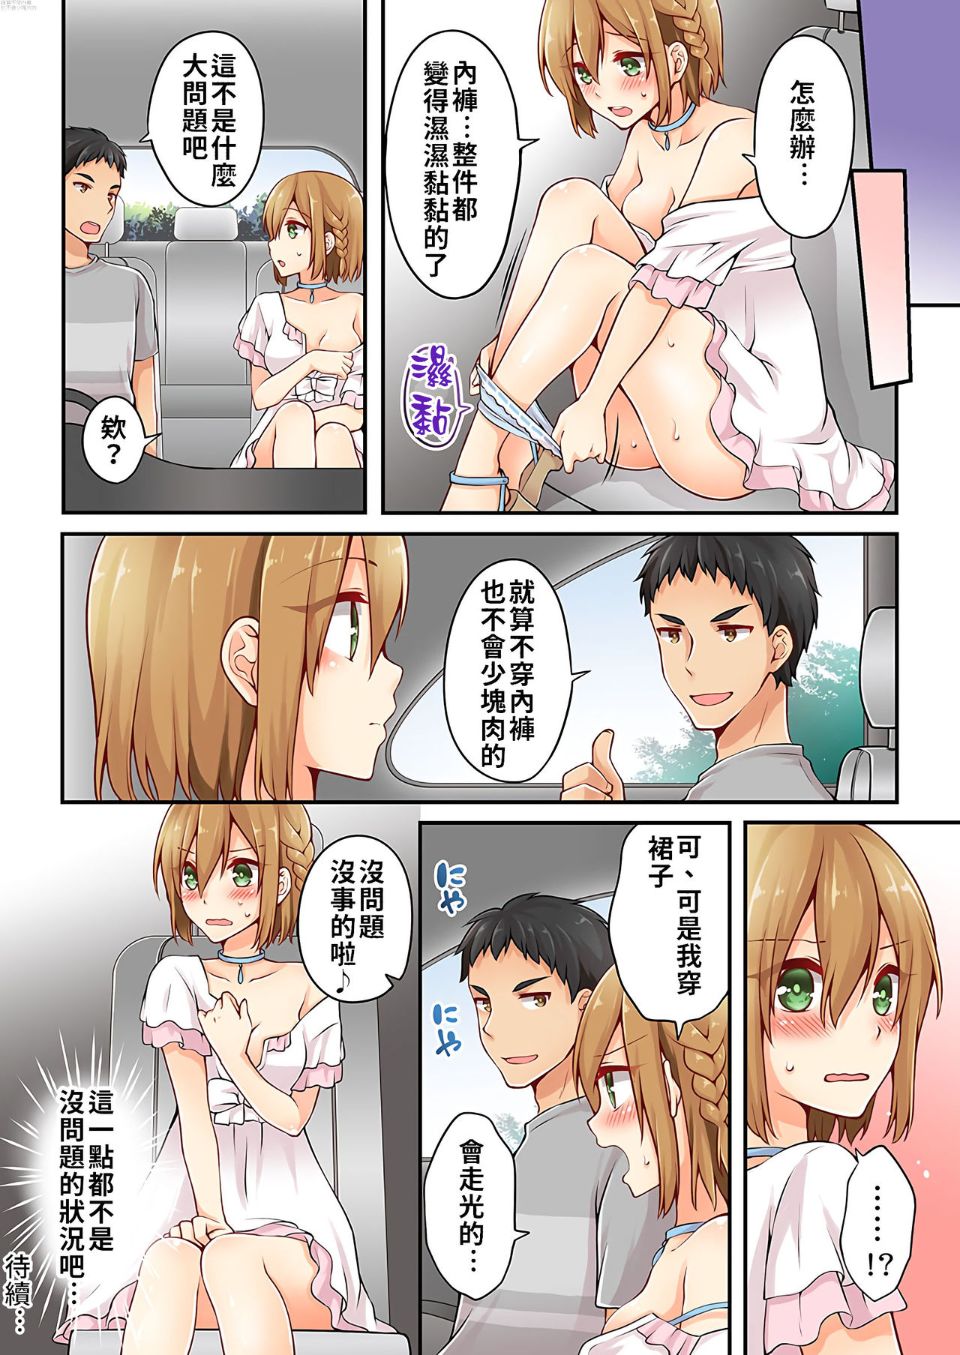 怎麼辦…
內褲…整件都
變得濕濕黏黏的了
濕
黏
這不是什麼
大問題吧
欸？
就算不穿內褲
也不會少塊肉的
……!?
可、可是我穿
裙子
會走光的…
にや
にや
沒問題
沒事的啦♪
這一點都不是
沒問題的狀況吧…
待續…